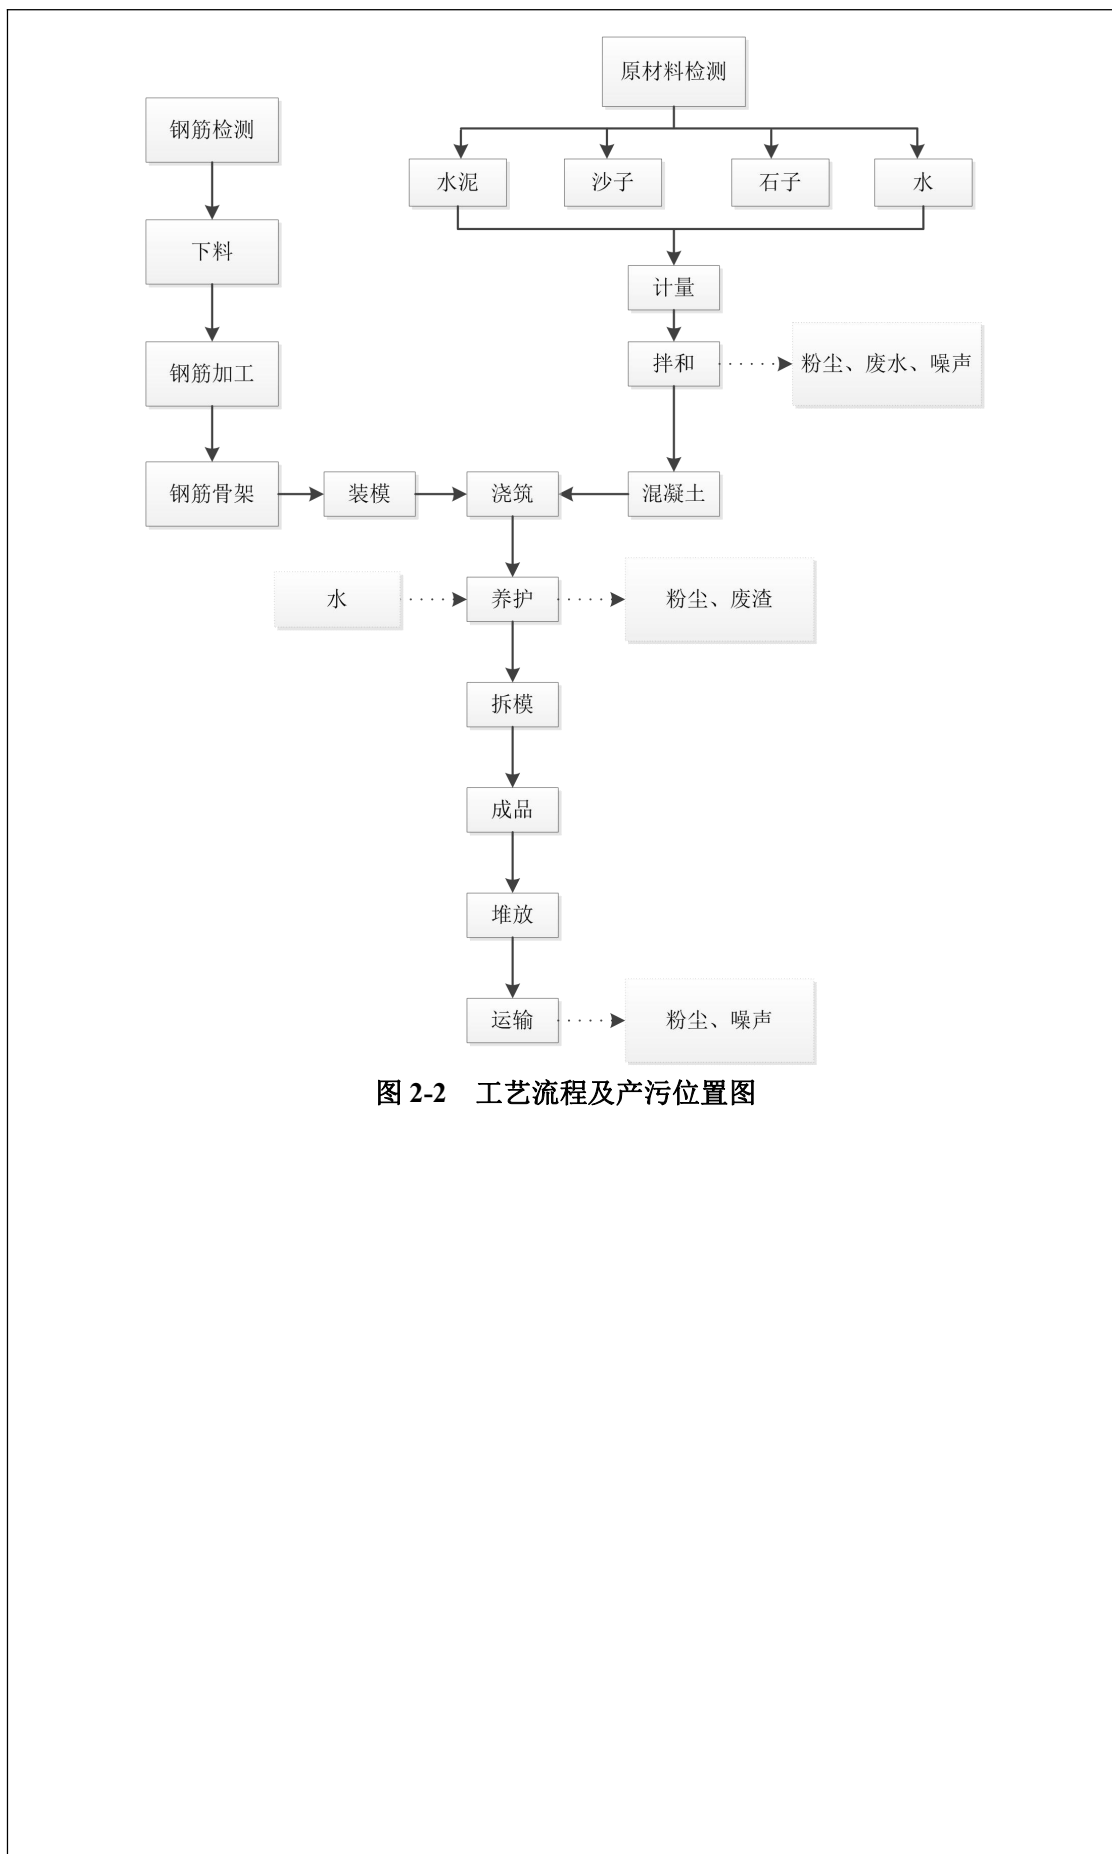 原材料检测
钢筋检测
水泥 沙子 石子 水
下料
计量
钢筋加工
拌和 粉尘、废水、噪声
钢筋骨架 装模 浇筑 混凝土
水 养护 粉尘、废渣
拆模
成品
堆放
运输 粉尘、噪声
图 2-2 工艺流程及产污位置图